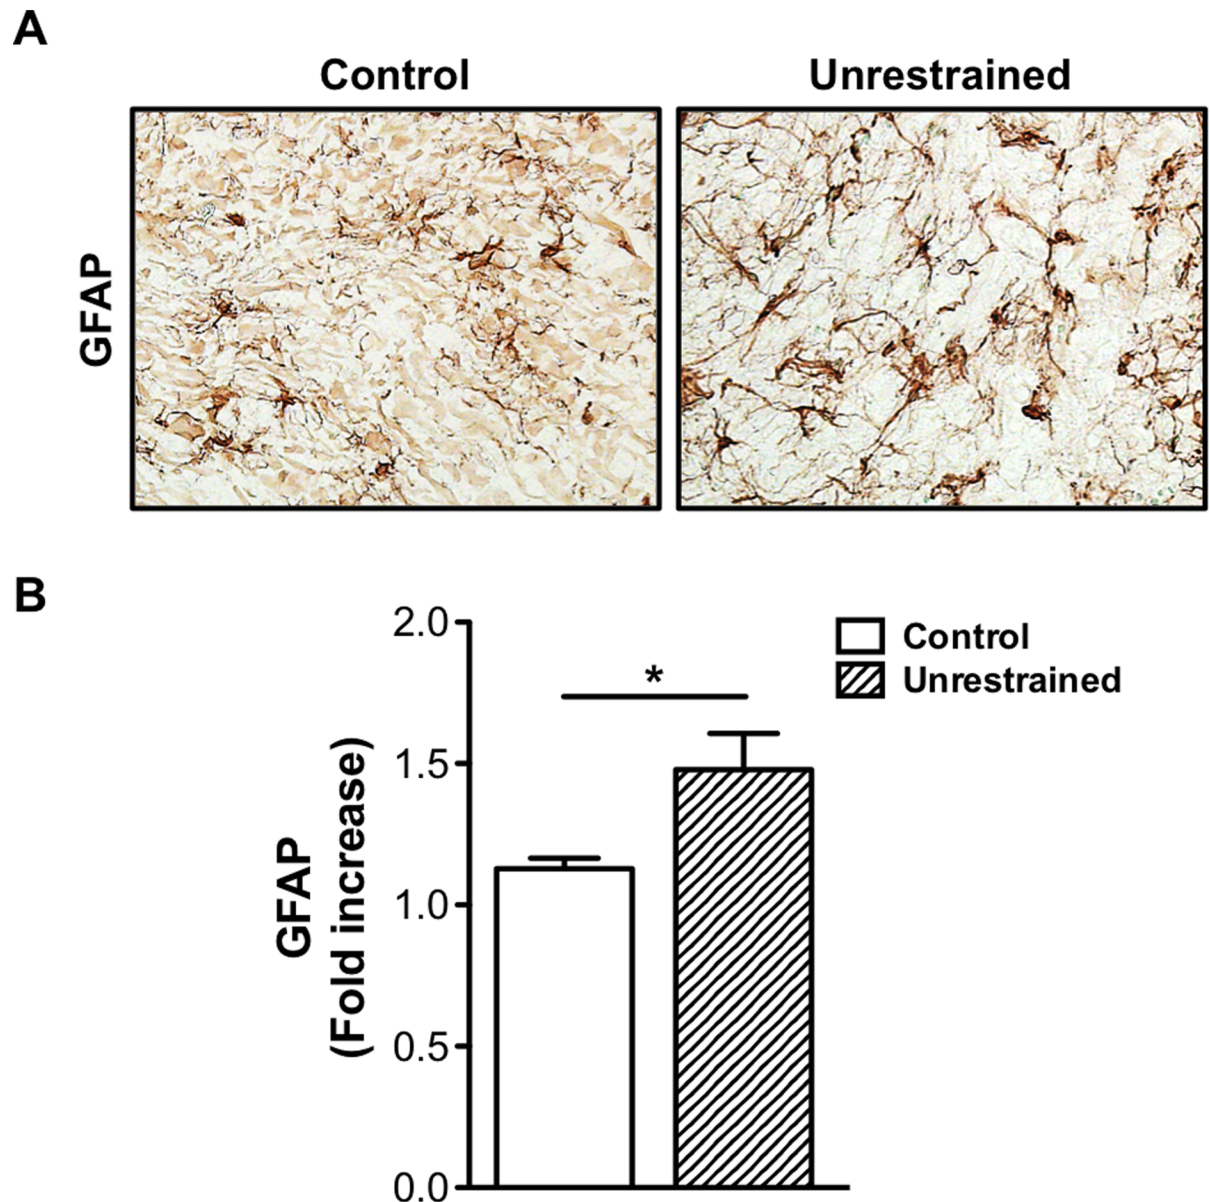 A
Control
Unrestrained
GFAP
B
2.0
1.5
1.0
0.5
0.0
GFAP
(Fold increase)
*
Control
Unrestrained